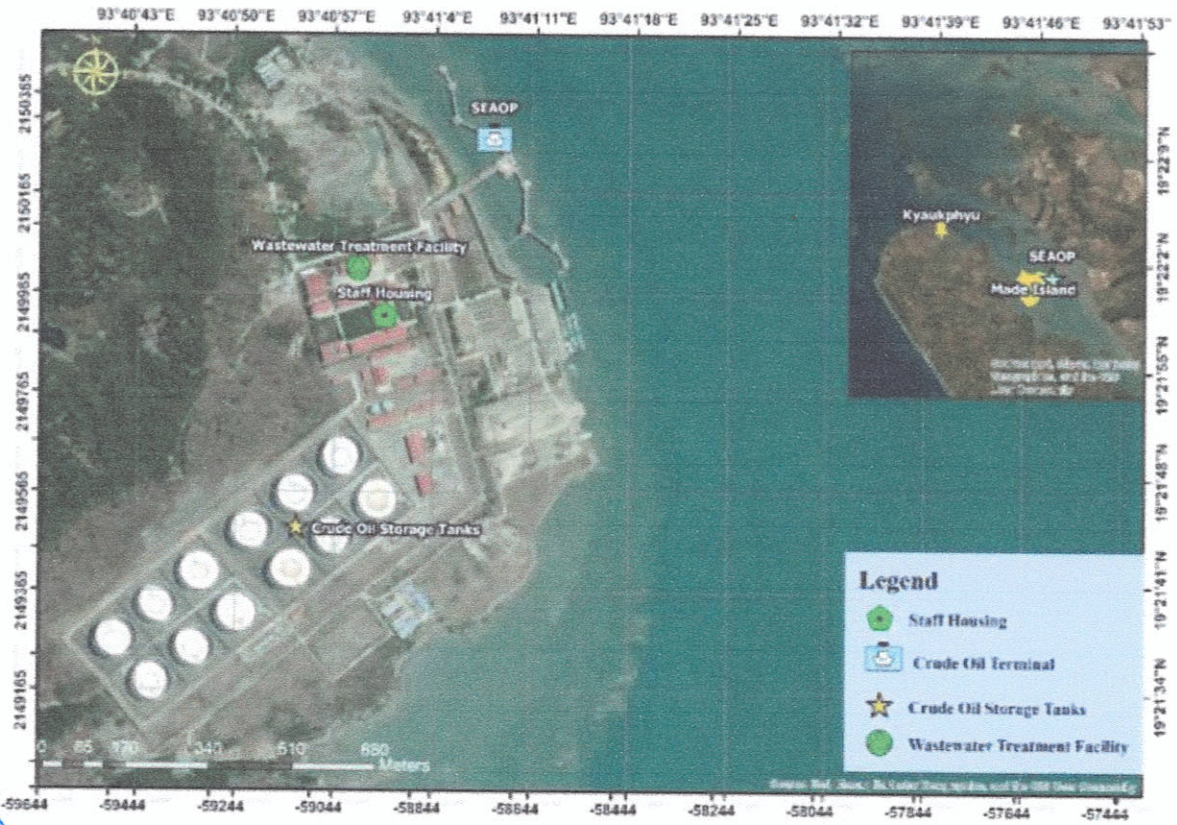 93°40'43"E 93°40'50"E 93°40'57"E 93°41'4"E 93°41'11"E 93°41'18"E 93°41'25"E 93°41'32"E 93°41'39"E 93°41'46"E 93°41'53"E
2150365
2150165
2149965
2149765
2149565
2149365
2149165
SEAOP
Wastewater Treatment Facility
Staff Housing
Crude Oil Storage Tanks
Kyaukphyu
SEAOP
Made Island
19°22'9"N
19°22'2"N
19°21'55"N
19°21'48"N
19°21'41"N
19°21'34"N
Legend
Staff Housing
Crude Oil Terminal
Crude Oil Storage Tanks
Wastewater Treatment Facility
0 85 170 340 510 680
Meters
-59644 -59444 -59244 -59044 -58844 -58644 -58444 -58244 -58044 -57844 -57644 -57444